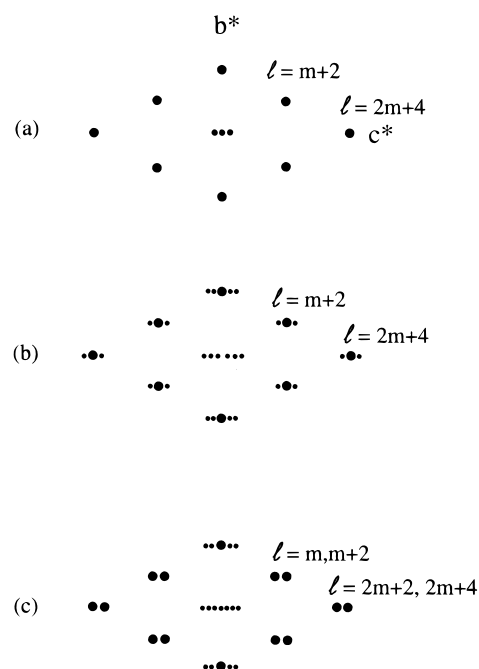 b*
ℓ = m+2
ℓ = 2m+4
(a)
c*
ℓ = m+2
ℓ = 2m+4
(b)
ℓ = m,m+2
ℓ = 2m+2, 2m+4
(c)